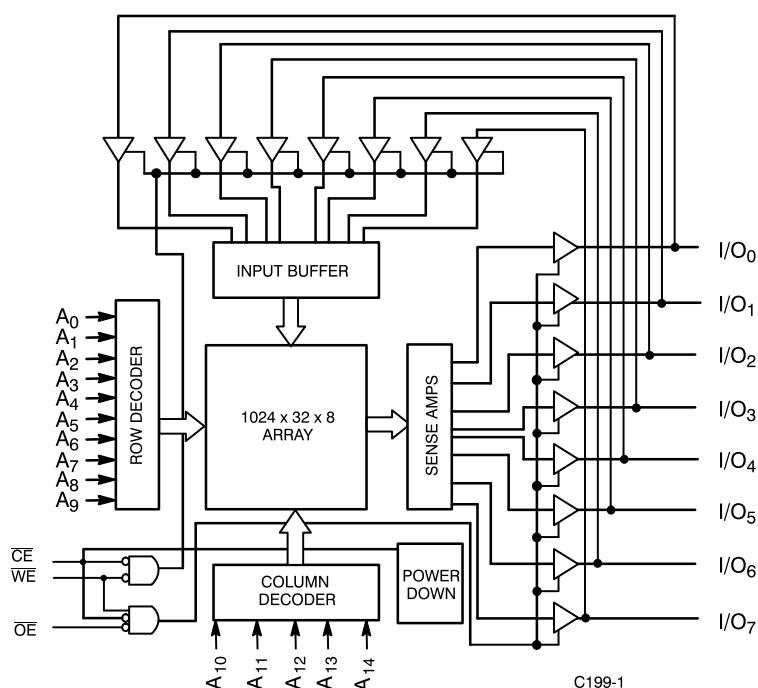 INPUT BUFFER
I/O0
I/O1
I/O2
I/O3
I/O4
I/O5
I/O6
I/O7
A0
A1
A2
A3
A4
A5
A6
A7
A8
A9
ROW DECODER
1024 x 32 x 8
ARRAY
SENSE AMPS
CE
WE
OE
COLUMN
DECODER
POWER
DOWN
A10
A11
A12
A13
A14
C199-1